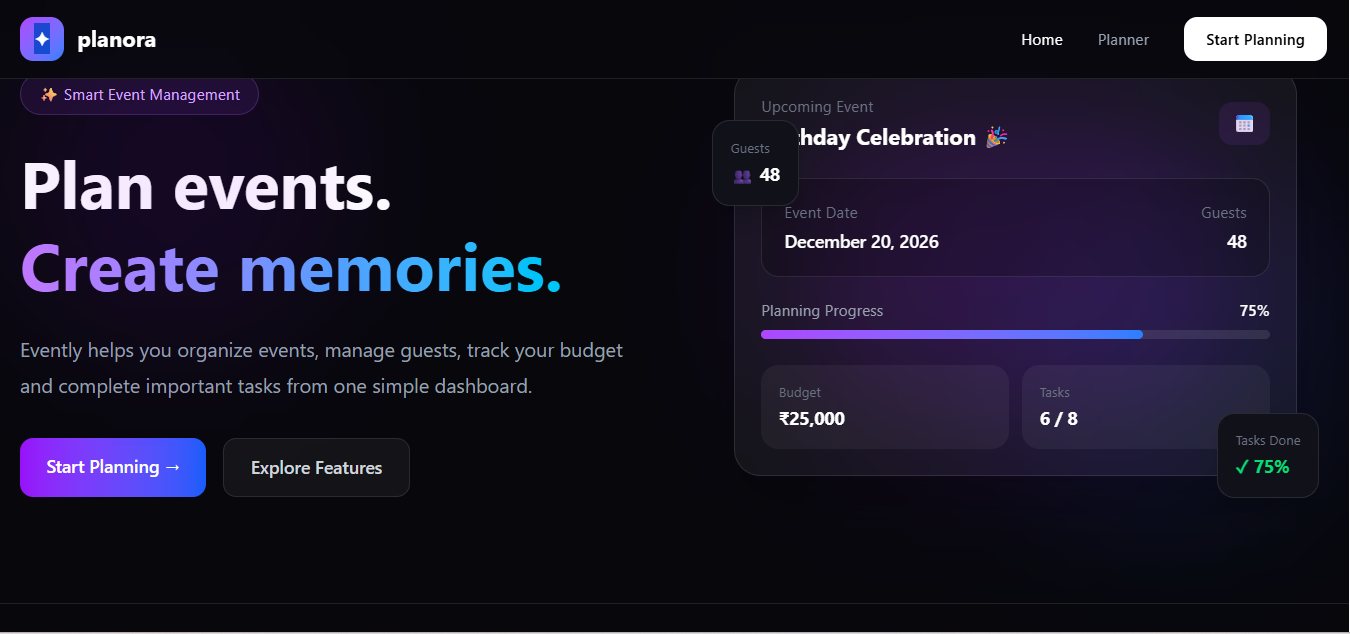 planora
Home
Planner
Start Planning
✨ Smart Event Management
Plan events.
Create memories.
Evently helps you organize events, manage guests, track your budget
and complete important tasks from one simple dashboard.
Start Planning →
Explore Features
Upcoming Event
hday Celebration 🎉
Guests
👥 48
Event Date
Guests
December 20, 2026
48
Planning Progress
75%
Budget
₹25,000
Tasks
6 / 8
Tasks Done
✓ 75%